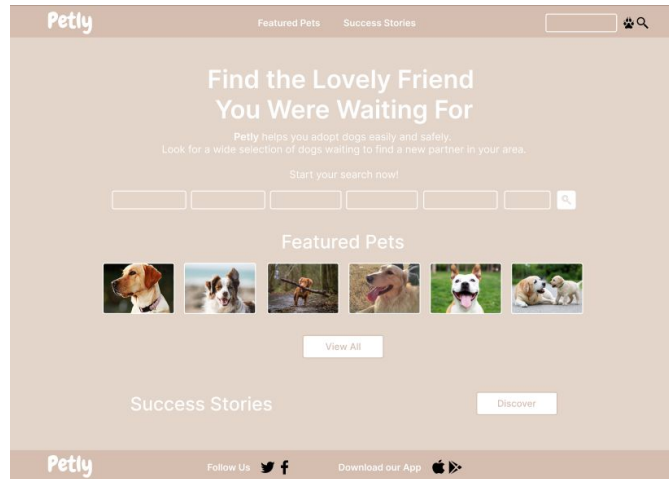 Petly
Featured Pets
Success Stories
Find the Lovely Friend
You Were Waiting For
Petly helps you adopt dogs easily and safely.
Look for a wide selection of dogs waiting to find a new partner in your area.
Start your search now!
Featured Pets
View All
Success Stories
Discover
Petly
Follow Us
Download our App